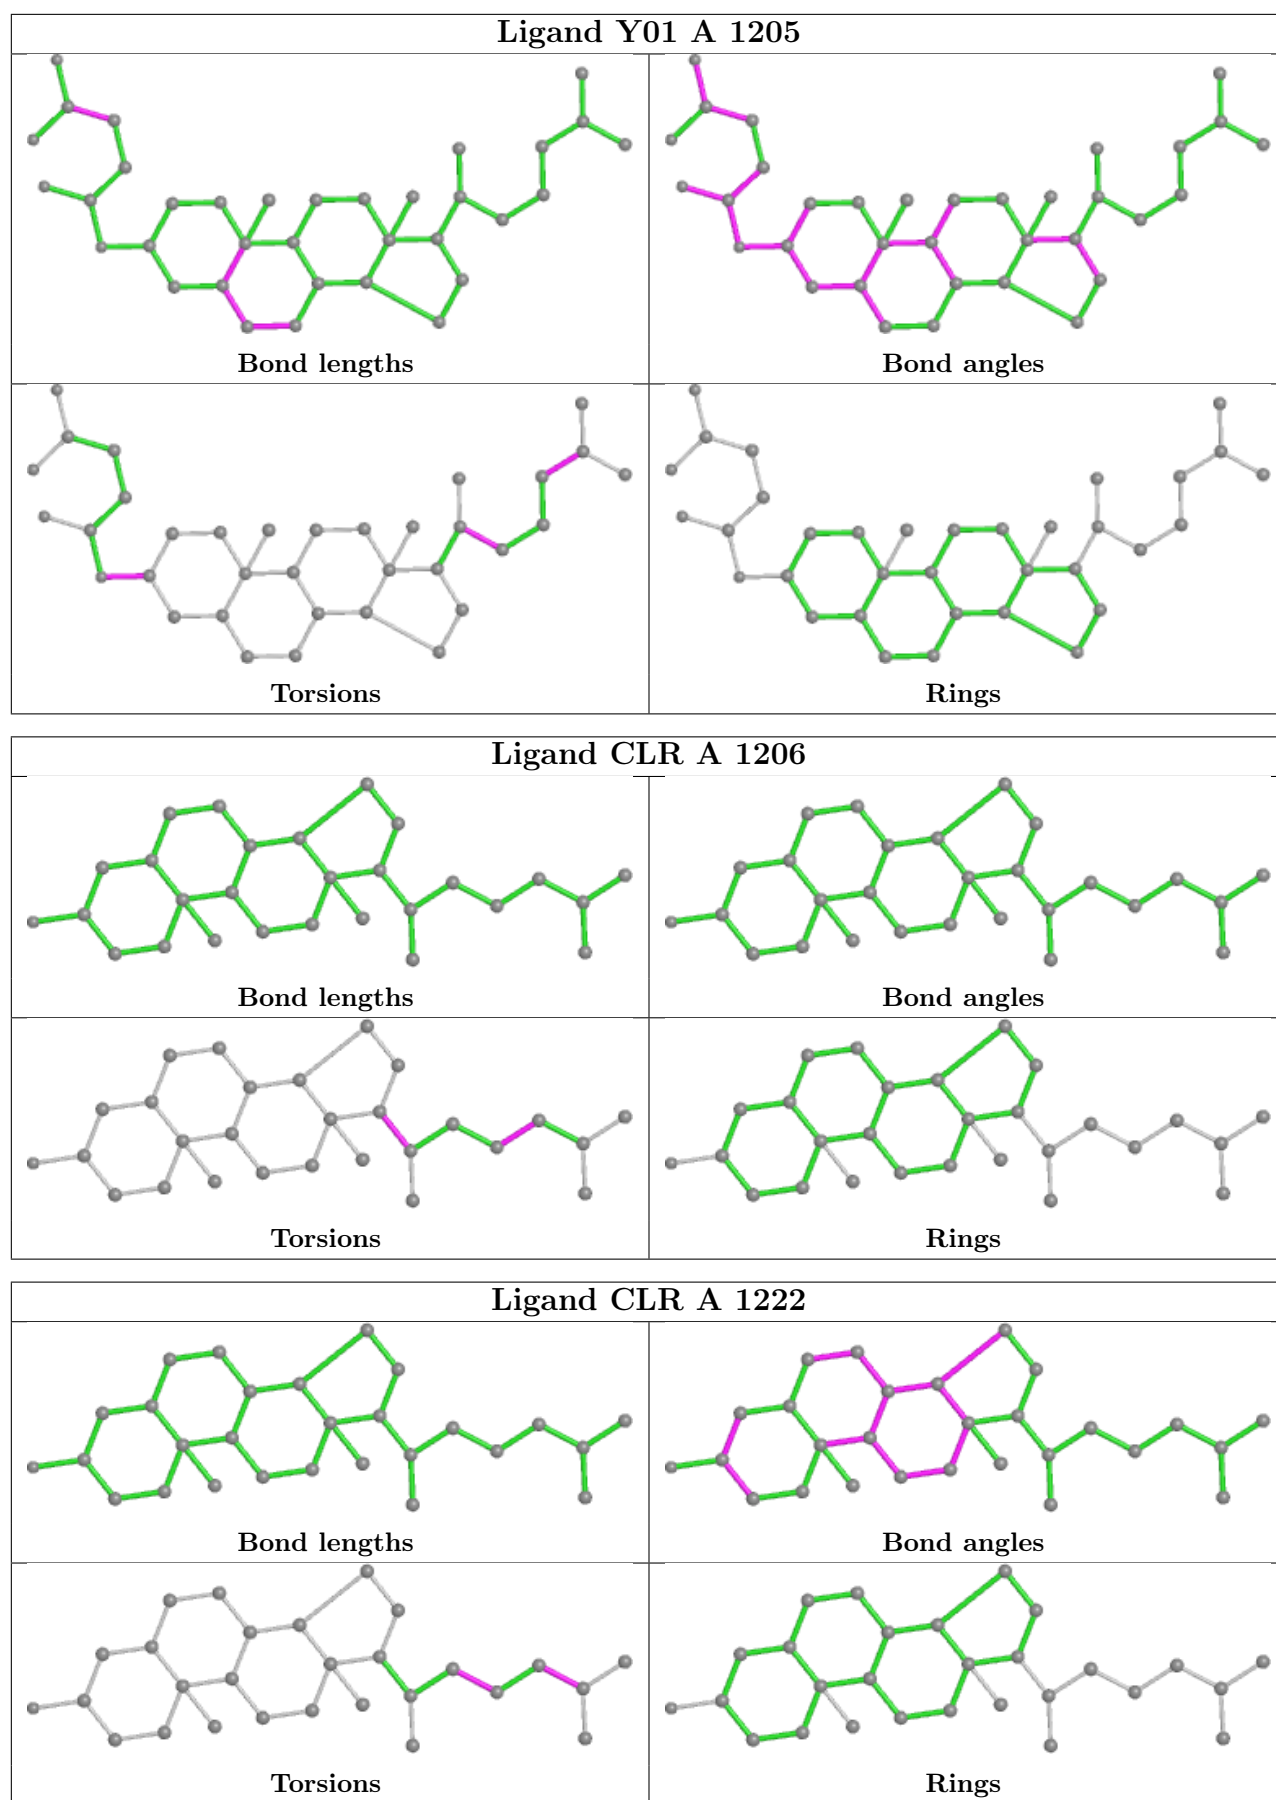 Ligand Y01 A 1205
Bond lengths
Bond angles
Torsions
Rings
Ligand CLR A 1206
Bond lengths
Bond angles
Torsions
Rings
Ligand CLR A 1222
Bond lengths
Bond angles
Torsions
Rings